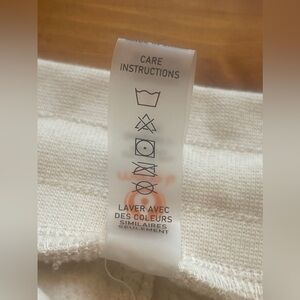 CARE
INSTRUCTIONS
LAVER AVEC
DES COULEURS
SIMILAIRES
SEULEMENT